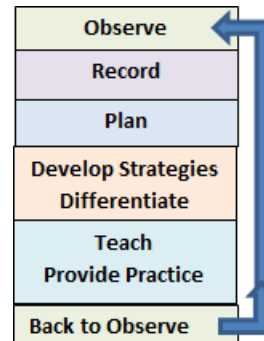 Observe
Record
Plan
Develop Strategies
Differentiate
Teach
Provide Practice
Back to Observe